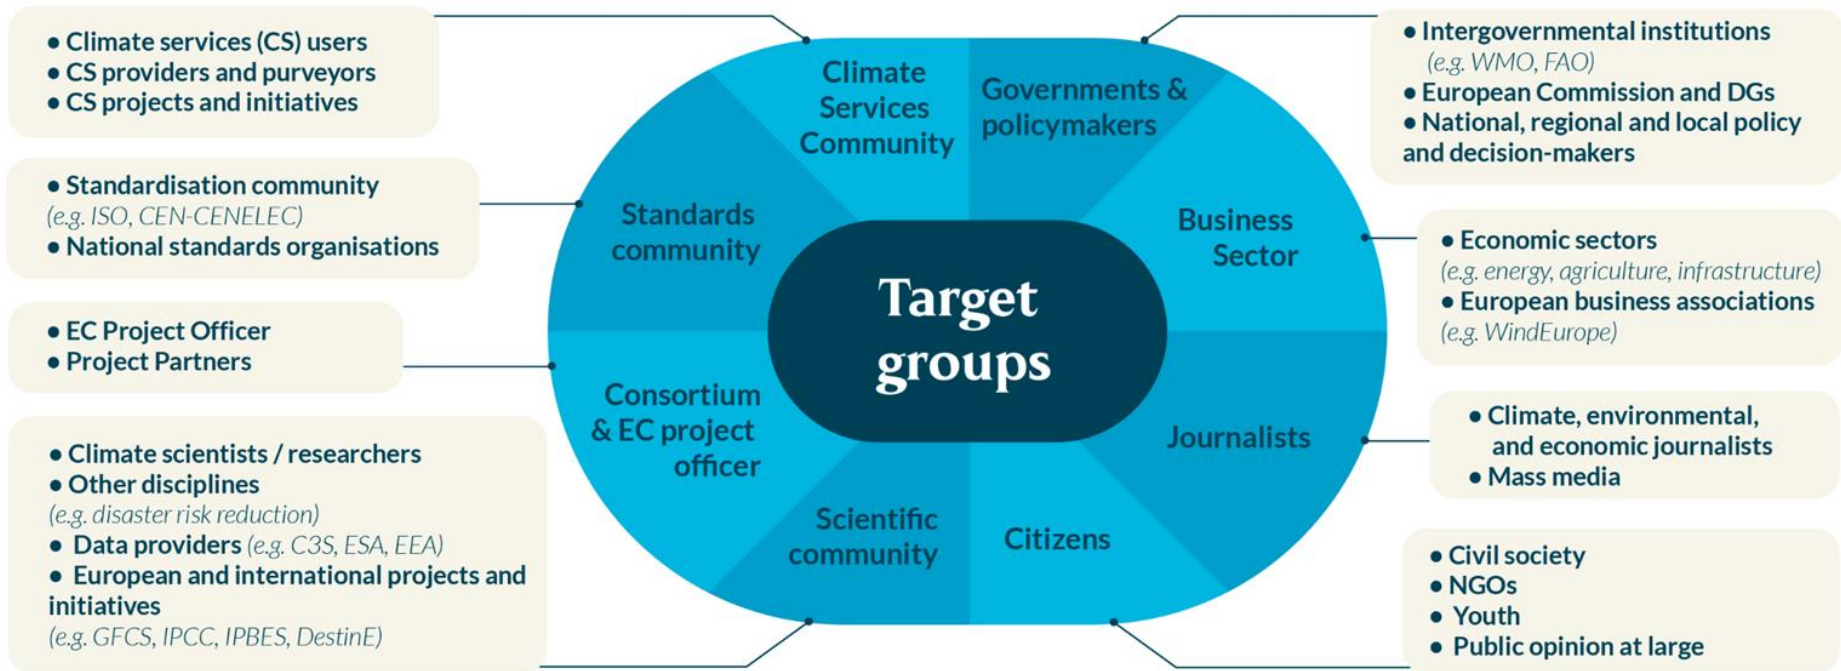 ● Climate services (CS) users
● CS providers and purveyors
● CS projects and initiatives
● Standardisation community
(e.g. ISO, CEN-CENELEC)
● National standards organisations
● EC Project Officer
● Project Partners
● Climate scientists / researchers
● Other disciplines
(e.g. disaster risk reduction)
● Data providers (e.g. C3S, ESA, EEA)
● European and international projects and
initiatives
(e.g. GFCS, IPCC, IPBES, DestinE)
Climate
Services
Community
Governments &
policymakers
Standards
community
Business
Sector
Target
groups
Consortium
& EC project
officer
Journalists
Scientific
community
Citizens
● Intergovernmental institutions
(e.g. WMO, FAO)
● European Commission and DGs
● National, regional and local policy
and decision-makers
● Economic sectors
(e.g. energy, agriculture, infrastructure)
● European business associations
(e.g. WindEurope)
● Climate, environmental,
and economic journalists
● Mass media
● Civil society
● NGOs
● Youth
● Public opinion at large